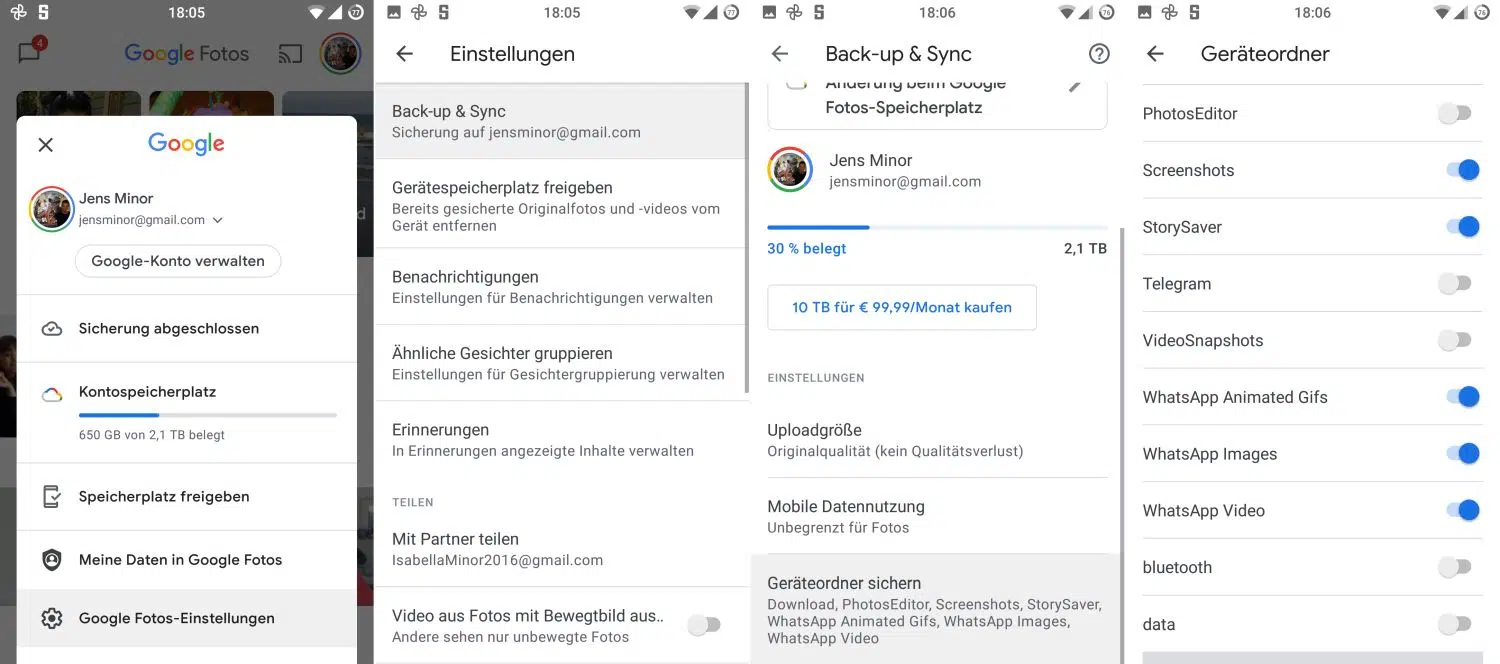 18:05
77
4
Google Fotos
Google
Jens Minor
jensminor@gmail.com
Google-Konto verwalten
Sicherung abgeschlossen
Kontospeicherplatz
650 GB von 2,1 TB belegt
Speicherplatz freigeben
Meine Daten in Google Fotos
Google Fotos-Einstellungen
18:05
77
Einstellungen
Back-up & Sync
Sicherung auf jensminor@gmail.com
Gerätespeicherplatz freigeben
Bereits gesicherte Originalfotos und -videos vom
Gerät entfernen
Benachrichtigungen
Einstellungen für Benachrichtigungen verwalten
Ähnliche Gesichter gruppieren
Einstellungen für Gesichtergruppierung verwalten
Erinnerungen
In Erinnerungen angezeigte Inhalte verwalten
TEILEN
Mit Partner teilen
IsabellaMinor2016@gmail.com
Video aus Fotos mit Bewegtbild aus..
Andere sehen nur unbewegte Fotos
18:06
76
Back-up & Sync
Änderung beim Google
Fotos-Speicherplatz
Jens Minor
jensminor@gmail.com
30 % belegt
2,1 TB
10 TB für € 99,99/Monat kaufen
EINSTELLUNGEN
Uploadgröße
Originalqualität (kein Qualitätsverlust)
Mobile Datennutzung
Unbegrenzt für Fotos
Geräteordner sichern
Download, PhotosEditor, Screenshots, StorySaver,
WhatsApp Animated Gifs, WhatsApp Images,
WhatsApp Video
18:06
76
Geräteordner
PhotosEditor
Screenshots
StorySaver
Telegram
VideoSnapshots
WhatsApp Animated Gifs
WhatsApp Images
WhatsApp Video
bluetooth
data